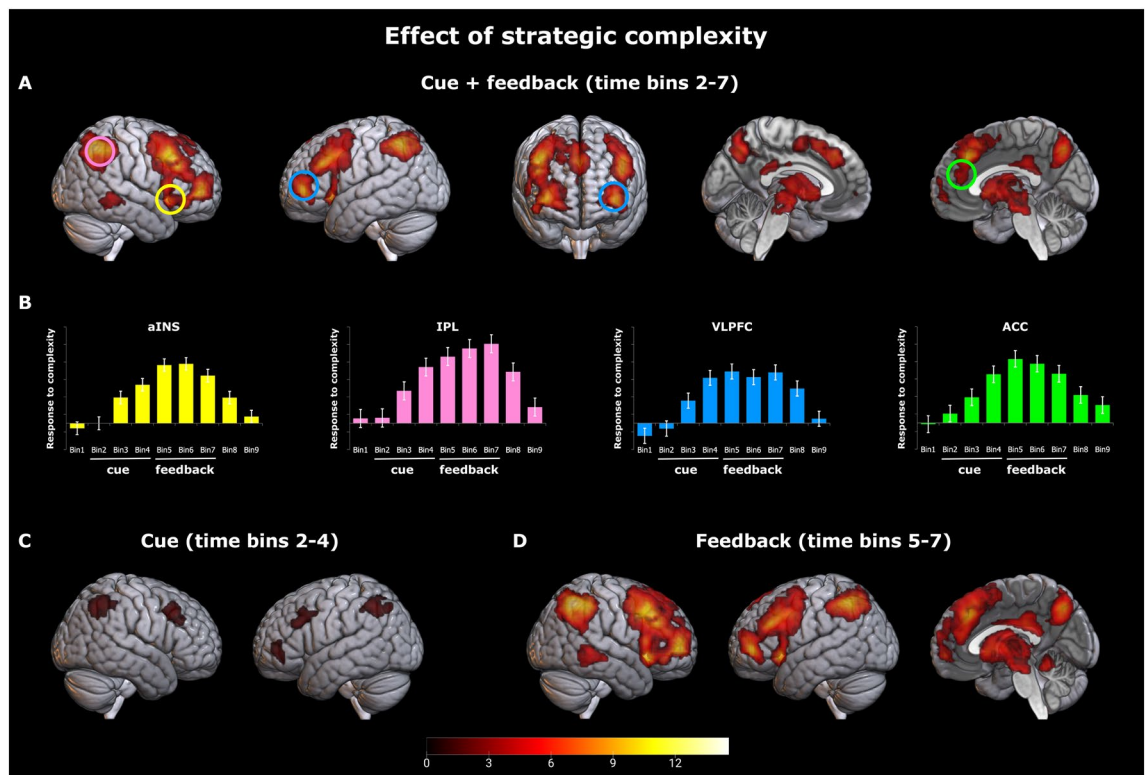 Effect of strategic complexity
A
Cue + feedback (time bins 2-7)
B
aINS
Response to complexity
Bin1 Bin2 Bin3 Bin4 Bin5 Bin6 Bin7 Bin8 Bin9
cue feedback
IPL
Response to complexity
Bin1 Bin2 Bin3 Bin4 Bin5 Bin6 Bin7 Bin8 Bin9
cue feedback
VLPFC
Response to complexity
Bin1 Bin2 Bin3 Bin4 Bin5 Bin6 Bin7 Bin8 Bin9
cue feedback
ACC
Response to complexity
Bin1 Bin2 Bin3 Bin4 Bin5 Bin6 Bin7 Bin8 Bin9
cue feedback
C
Cue (time bins 2-4)
D
Feedback (time bins 5-7)
0 3 6 9 12